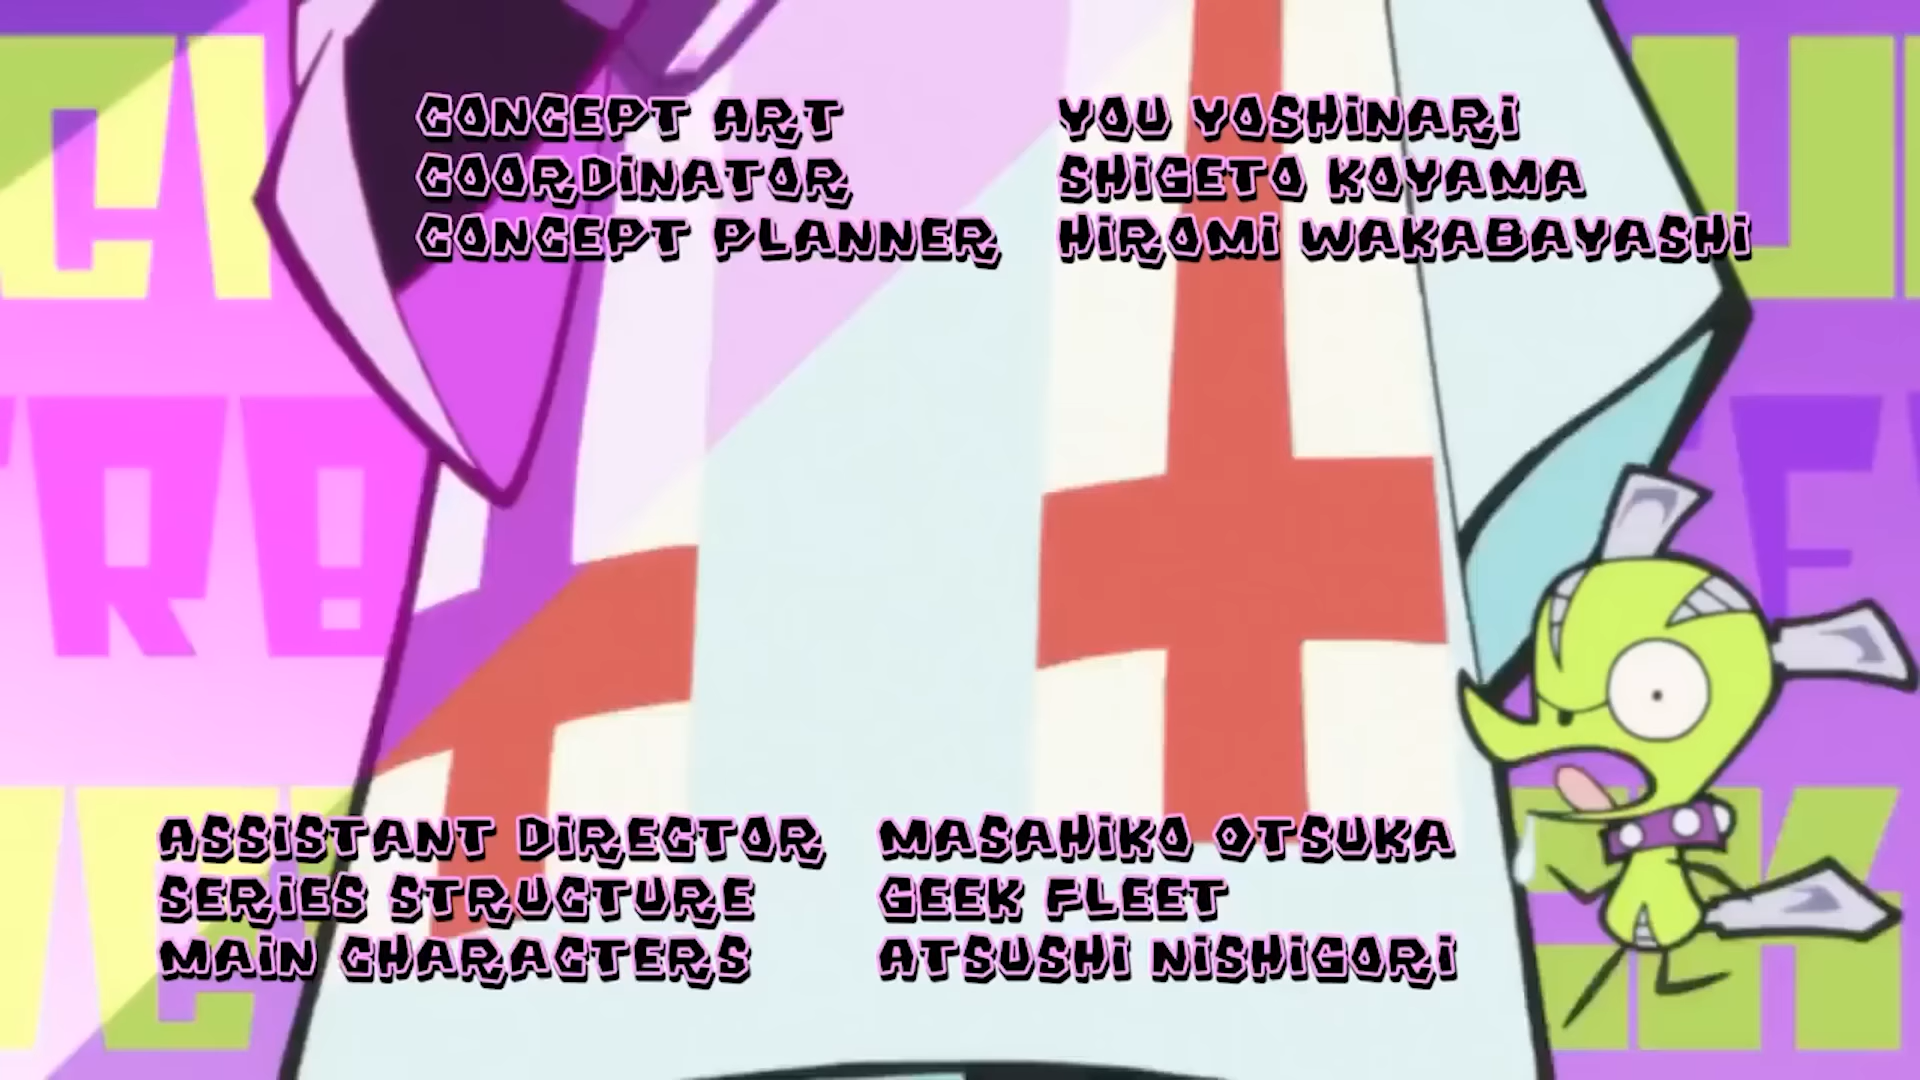 CONCEPT ART YOU YOSHINARI
COORDINATOR SHIGETO KOYAMA
CONCEPT PLANNER HIROMI WAKABAYASHI
ASSISTANT DIRECTOR MASAHIKO OTSUKA
SERIES STRUCTURE GEEK FLEET
MAIN CHARACTERS ATSUSHI NISHIGORI